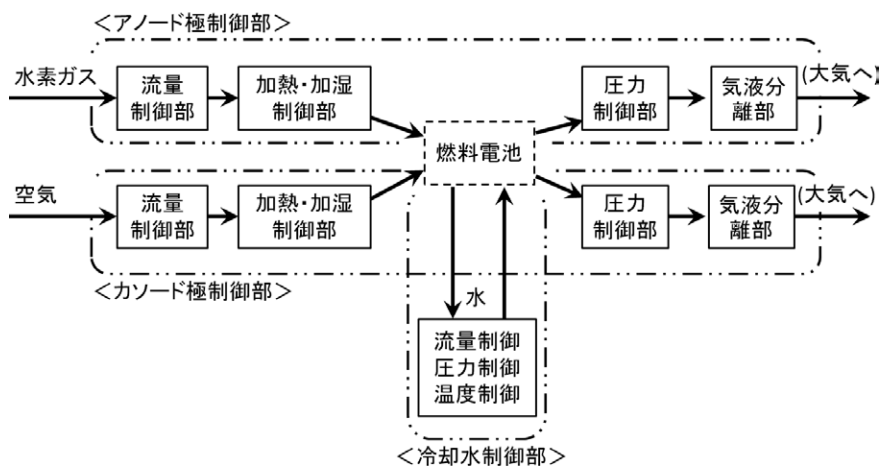 ＜アノード極制御部＞
水素ガス
流量
制御部
加熱・加湿
制御部
圧力
制御部
気液分
離部
(大気へ)
燃料電池
空気
流量
制御部
加熱・加湿
制御部
圧力
制御部
気液分
離部
(大気へ)
＜カソード極制御部＞
水
流量制御
圧力制御
温度制御
＜冷却水制御部＞